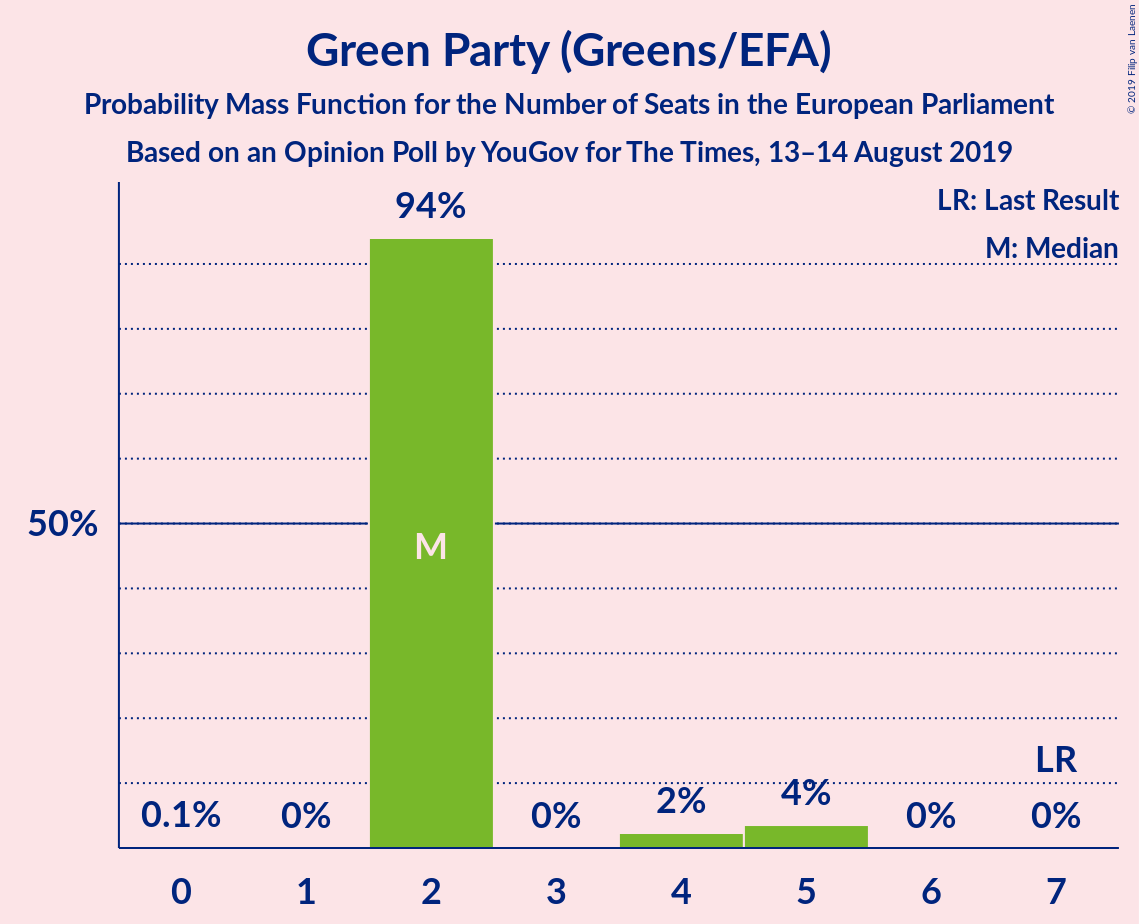 Green Party (Greens/EFA)
Probability Mass Function for the Number of Seats in the European Parliament
Based on an Opinion Poll by YouGov for The Times, 13–14 August 2019
© 2019 Filip van Laenen
LR: Last Result
M: Median
94%
50%
M
LR
0.1% 0% 0% 2% 4% 0% 0%
0 1 2 3 4 5 6 7